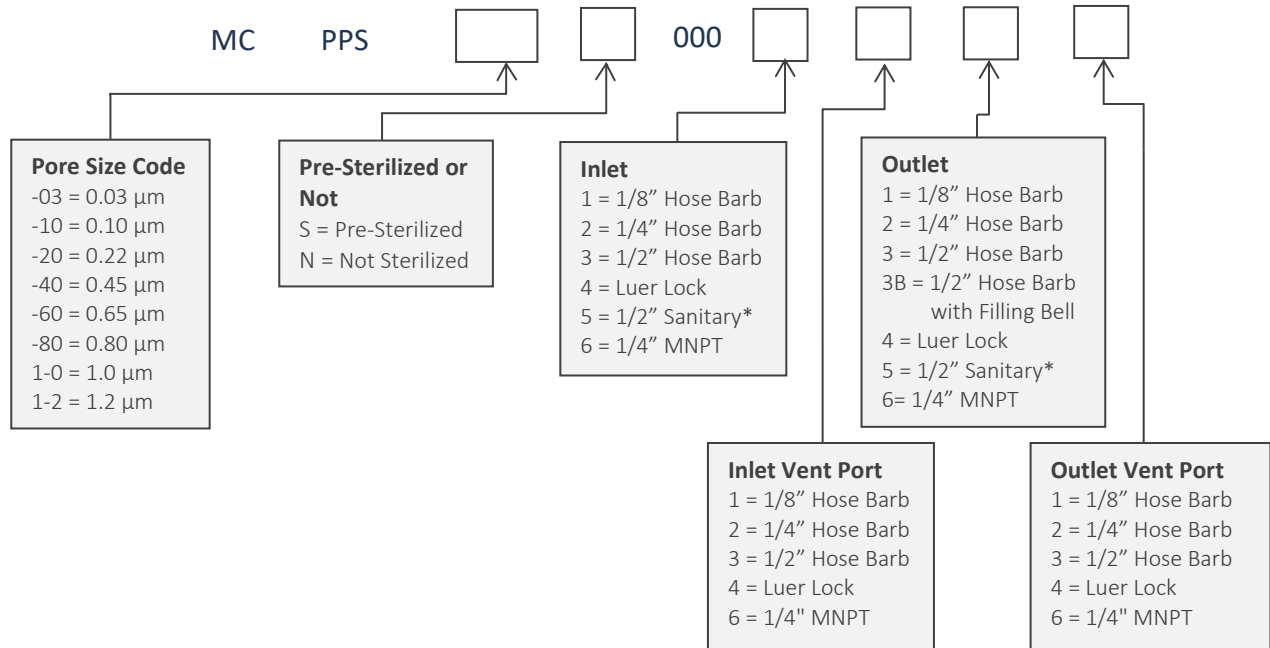 MC PPS 000
Pore Size Code
-03 = 0.03 µm
-10 = 0.10 µm
-20 = 0.22 µm
-40 = 0.45 µm
-60 = 0.65 µm
-80 = 0.80 µm
1-0 = 1.0 µm
1-2 = 1.2 µm
Pre-Sterilized or
Not
S = Pre-Sterilized
N = Not Sterilized
Inlet
1 = 1/8” Hose Barb
2 = 1/4” Hose Barb
3 = 1/2” Hose Barb
4 = Luer Lock
5 = 1/2” Sanitary*
6 = 1/4” MNPT
Outlet
1 = 1/8” Hose Barb
2 = 1/4” Hose Barb
3 = 1/2” Hose Barb
3B = 1/2” Hose Barb
with Filling Bell
4 = Luer Lock
5 = 1/2” Sanitary*
6= 1/4” MNPT
Inlet Vent Port
1 = 1/8” Hose Barb
2 = 1/4” Hose Barb
3 = 1/2” Hose Barb
4 = Luer Lock
6 = 1/4" MNPT
Outlet Vent Port
1 = 1/8” Hose Barb
2 = 1/4” Hose Barb
3 = 1/2” Hose Barb
4 = Luer Lock
6 = 1/4" MNPT